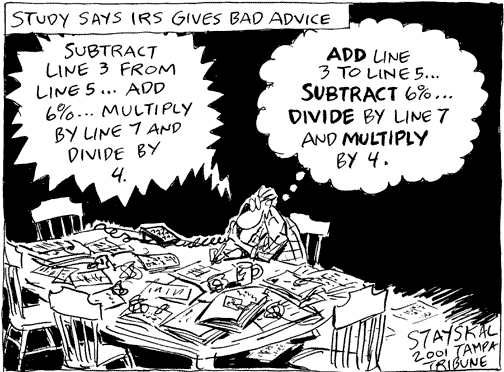 STUDY SAYS IRS GIVES BAD ADVICE
SUBTRACT
LINE 3 FROM
LINE 5... ADD
6%... MULTIPLY
BY LINE 7 AND
DIVIDE BY
4.
ADD LINE
3 TO LINE 5...
SUBTRACT 6%...
DIVIDE BY LINE 7
AND MULTIPLY
BY 4.
STAYSKAL
2001 TAMPA
TRIBUNE